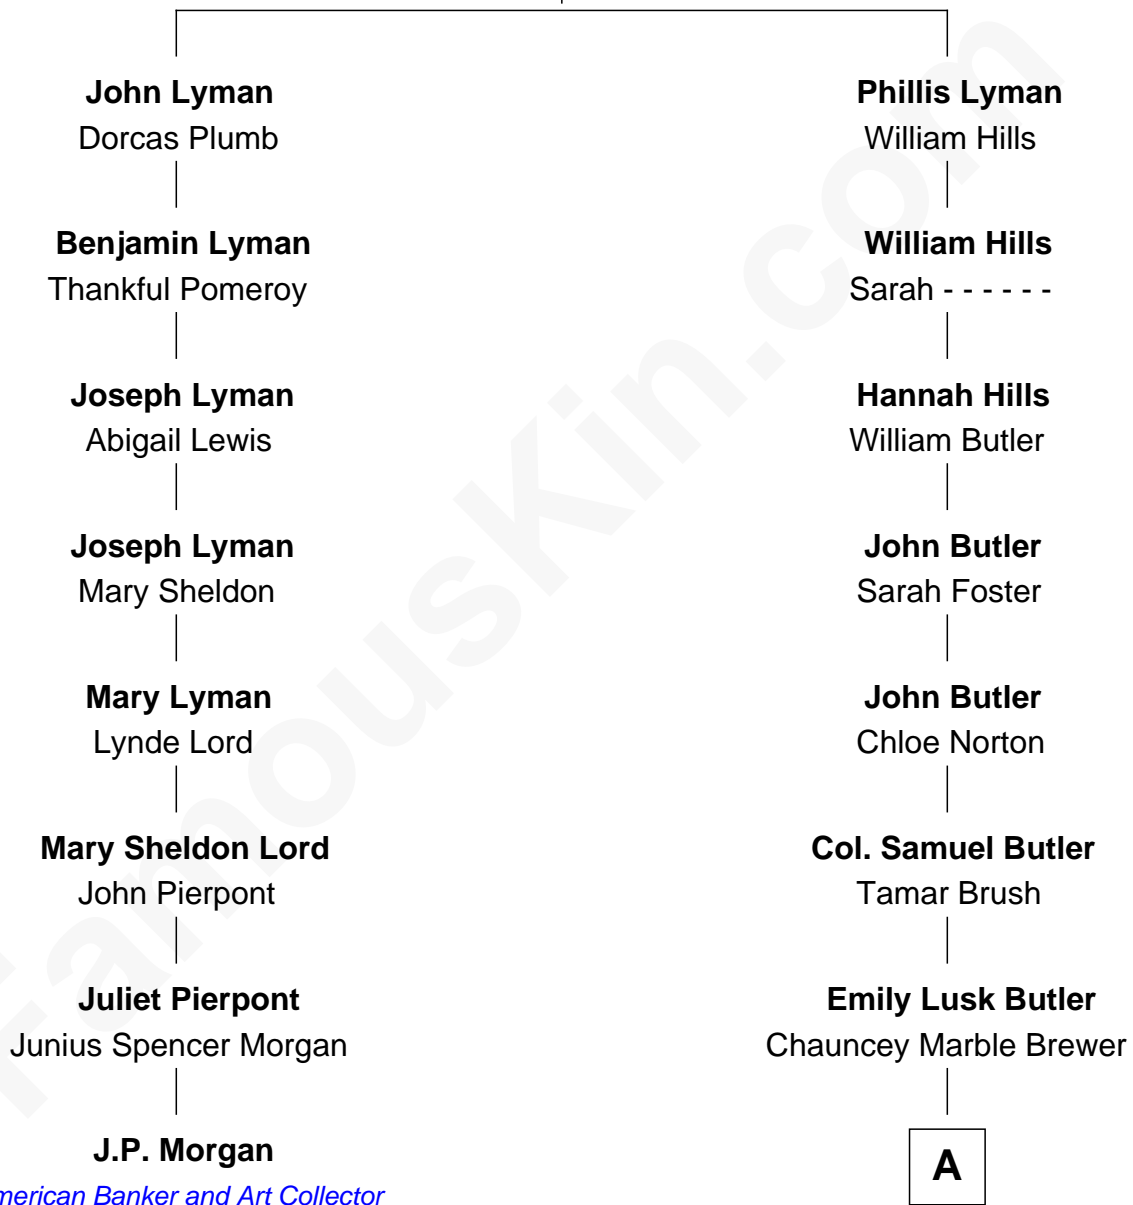 John Lyman
Dorcas Plumb
Benjamin Lyman
Thankful Pomeroy
Joseph Lyman
Abigail Lewis
Joseph Lyman
Mary Sheldon
Mary Lyman
Lynde Lord
Mary Sheldon Lord
John Pierpont
Juliet Pierpont
Junius Spencer Morgan
J.P. Morgan
merican Banker and Art Collector
Phillis Lyman
William Hills
William Hills
Sarah - - - - - -
Hannah Hills
William Butler
John Butler
Sarah Foster
John Butler
Chloe Norton
Col. Samuel Butler
Tamar Brush
Emily Lusk Butler
Chauncey Marble Brewer
A
FamousKin.com